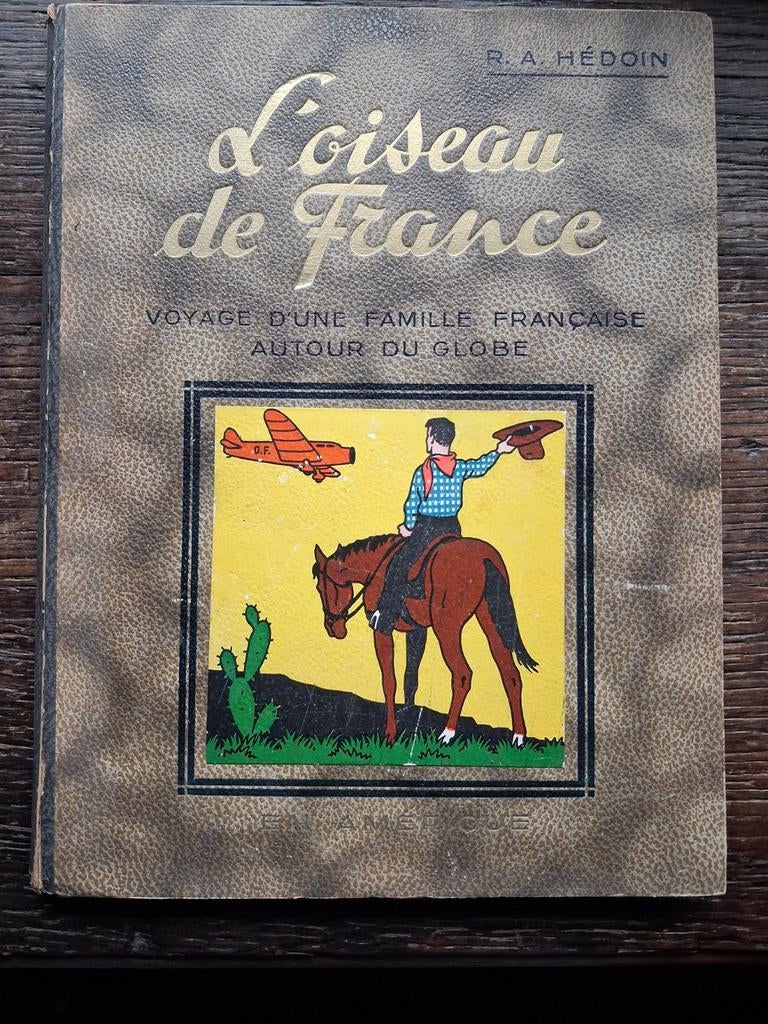 R. A. HÉDOIN
L'oiseau
de France
VOYAGE D'UNE FAMILLE FRANÇAISE
AUTOUR DU GLOBE
O.F.
EN AMÉRIQUE